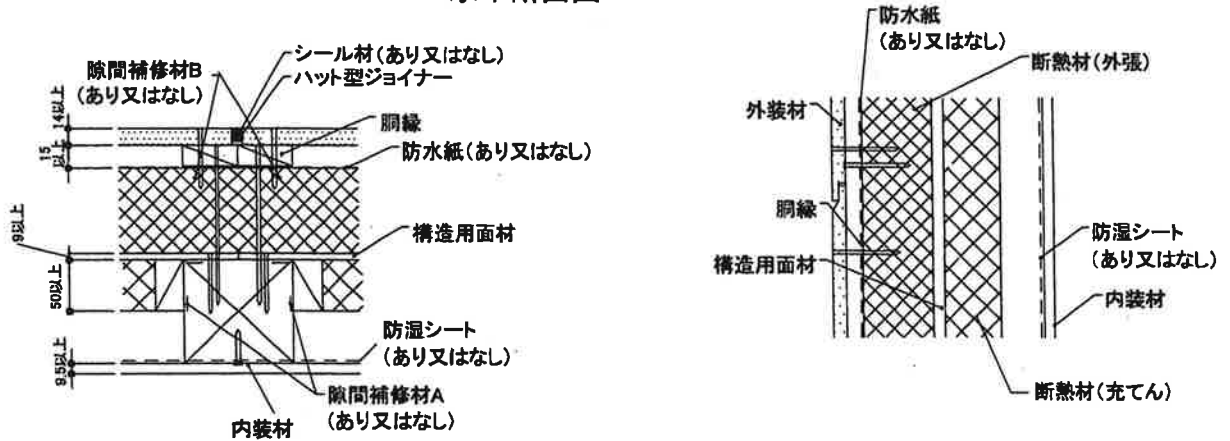 シール材(あり又はなし)
ハット型ジョイナー
隙間補修材B
(あり又はなし)
胴縁
防水紙(あり又はなし)
構造用面材
防湿シート
(あり又はなし)
隙間補修材A
(あり又はなし)
内装材
14以上
15
以上
9以上
50以上
9.5以上
防水紙
(あり又はなし)
断熱材(外張)
外装材
胴縁
構造用面材
防湿シート
(あり又はなし)
内装材
断熱材(充てん)